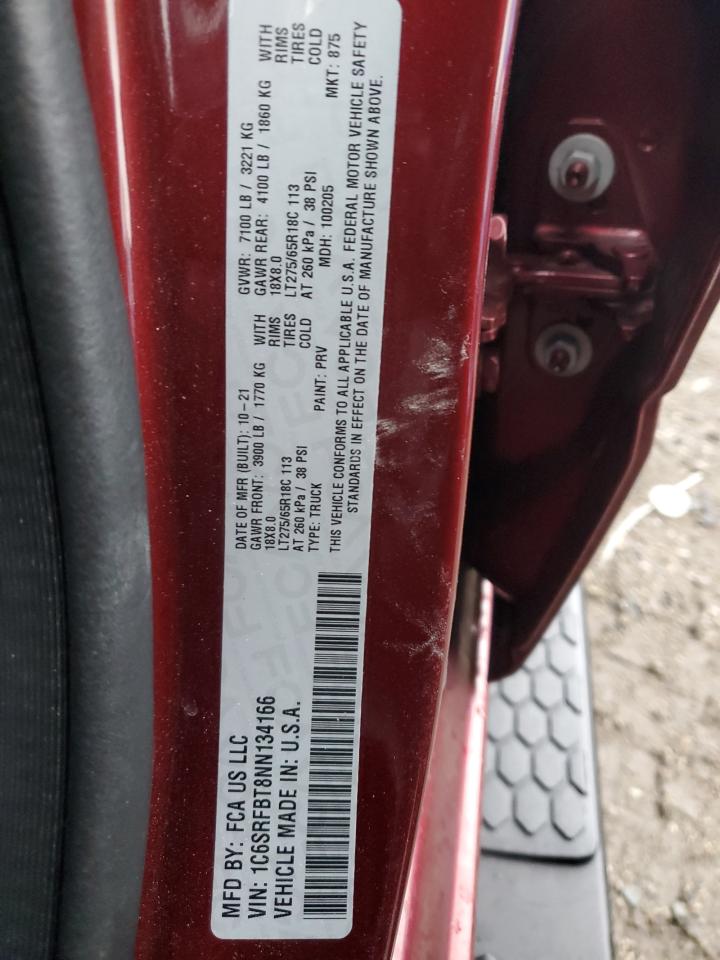 MFD BY: FCA US LLC
VIN: 1C6SRFBT8NN134166
VEHICLE MADE IN: U.S.A.
DATE OF MFR (BUILT): 10-21
GAWR FRONT: 3900 LB / 1770 KG WITH
18X8.0 RIMS
LT275/65R18C 113 TIRES
AT 260 kPa / 38 PSI COLD
TYPE: TRUCK PAINT: PRV
GVWR: 7100 LB / 3221 KG
GAWR REAR: 4100 LB / 1860 KG WITH
18X8.0 RIMS
LT275/65R18C 113 TIRES
AT 260 kPa / 38 PSI COLD
MDH: 100205 MKT: 875
THIS VEHICLE CONFORMS TO ALL APPLICABLE U.S.A. FEDERAL MOTOR VEHICLE SAFETY
STANDARDS IN EFFECT ON THE DATE OF MANUFACTURE SHOWN ABOVE.